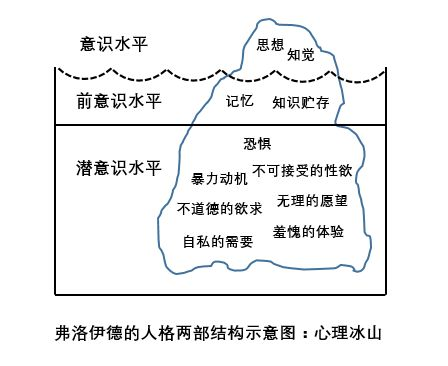 意识水平
思想
知觉
前意识水平
记忆
知识贮存
潜意识水平
恐惧
暴力动机
不可接受的性欲
不道德的欲求
无理的愿望
自私的需要
羞愧的体验
弗洛伊德的人格两部结构示意图：心理冰山